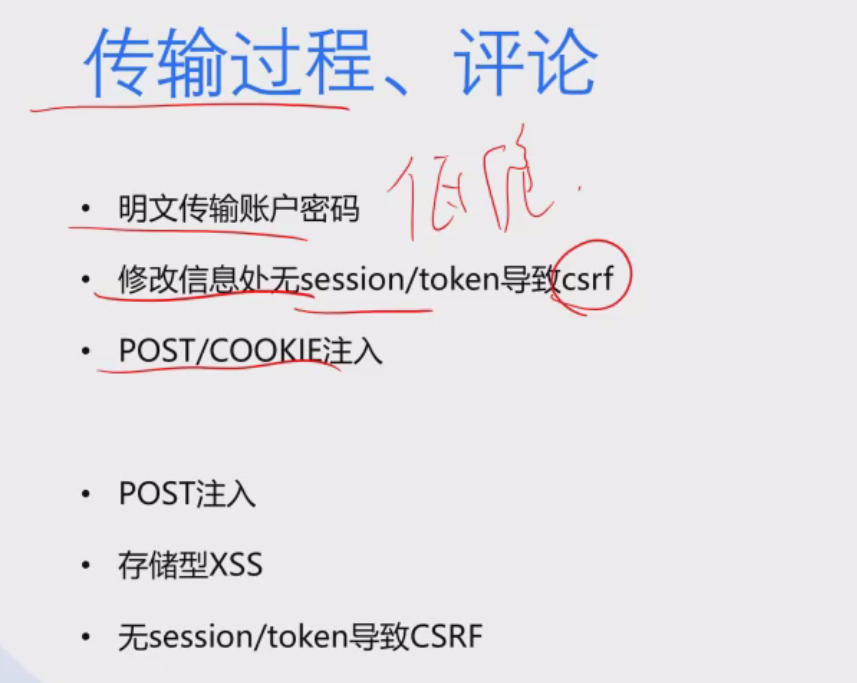 传输过程、评论
低危
• 明文传输账户密码
• 修改信息处无session/token导致csrf
• POST/COOKIE注入
• POST注入
• 存储型XSS
• 无session/token导致CSRF